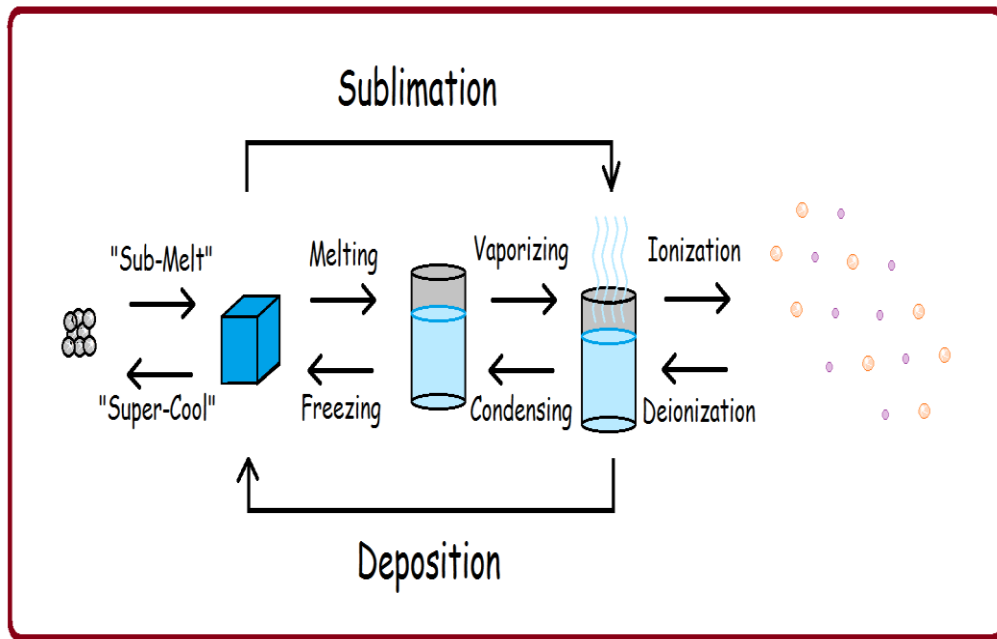 Sublimation
"Sub-Melt"
Melting
Vaporizing
Ionization
"Super-Cool"
Freezing
Condensing
Deionization
Deposition